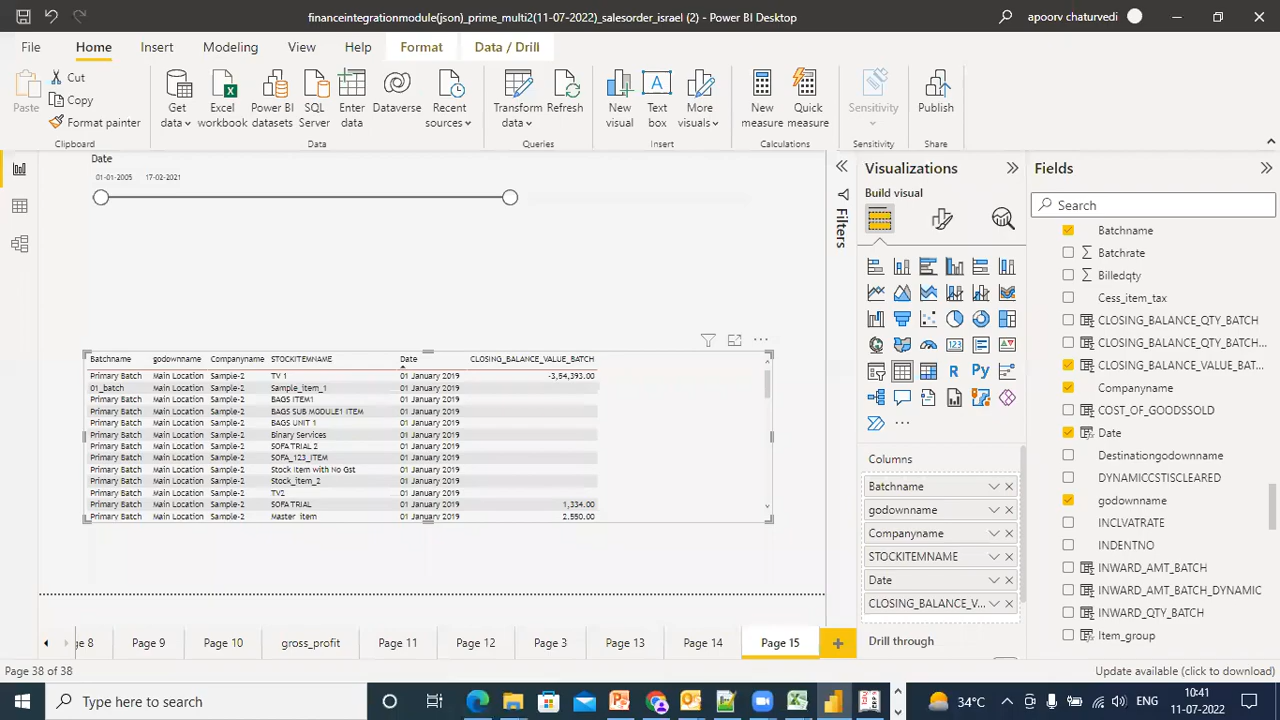 financeintegrationmodule(json)_prime_multi2(11-07-2022)_salesorder_israel (2) - Power BI Desktop
apoorv chaturvedi
File Home Insert Modeling View Help Format Data / Drill
Paste
Cut
Copy
Format painter
Get data
Excel workbook
Power BI datasets
SQL Server
Enter data
Dataverse
Recent sources
Transform data
Refresh
New visual
Text box
More visuals
New measure
Quick measure
Sensitivity
Publish
Clipboard Data Queries Insert Calculations Sensitivity Share
Date
01-01-2005 17-02-2021
Batchname godownname Companyname STOCKITEMNAME Date CLOSING_BALANCE_VALUE_BATCH
Primary Batch Main Location Sample-2 TV 1 01 January 2019 -3,54,393.00
01_batch Main Location Sample-2 Sample_item_1 01 January 2019
Primary Batch Main Location Sample-2 BAGS ITEM1 01 January 2019
Primary Batch Main Location Sample-2 BAGS SUB MODULE1 ITEM 01 January 2019
Primary Batch Main Location Sample-2 BAGS UNIT 1 01 January 2019
Primary Batch Main Location Sample-2 Binary Services 01 January 2019
Primary Batch Main Location Sample-2 SOFA TRIAL 2 01 January 2019
Primary Batch Main Location Sample-2 SOFA_123_ITEM 01 January 2019
Primary Batch Main Location Sample-2 Stock Item with No Gst 01 January 2019
Primary Batch Main Location Sample-2 Stock_item_2 01 January 2019
Primary Batch Main Location Sample-2 TV2 01 January 2019
Primary Batch Main Location Sample-2 SOFA TRIAL 01 January 2019 1,334.00
Primary Batch Main Location Sample-2 Master item 01 January 2019 2,550.00
Filters
Visualizations
Build visual
R Py
123
Columns
Batchname
godownname
Companyname
STOCKITEMNAME
Date
CLOSING_BALANCE_V...
Drill through
Fields
Search
Batchname
Batchrate
Billedqty
Cess_item_tax
CLOSING_BALANCE_QTY_BATCH
CLOSING_BALANCE_QTY_BATCH...
CLOSING_BALANCE_VALUE_BAT...
Companyname
COST_OF_GOODSSOLD
Date
Destinationgodownname
DYNAMICCSTISCLEARED
godownname
INCLVATRATE
INDENTNO
INWARD_AMT_BATCH
INWARD_AMT_BATCH_DYNAMIC
INWARD_QTY_BATCH
Item_group
ge 8 Page 9 Page 10 gross_profit Page 11 Page 12 Page 3 Page 13 Page 14 Page 15
Page 38 of 38
Update available (click to download)
Type here to search
34°C
ENG
10:41
11-07-2022